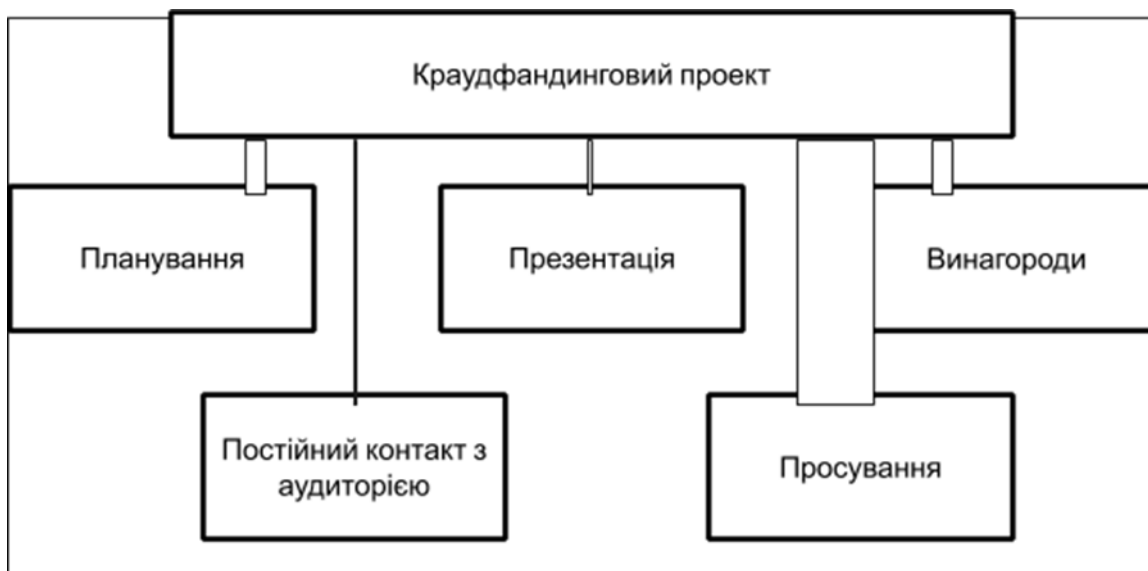 Краудфандинговий проект
Планування
Презентація
Винагороди
Постійний контакт з
аудиторією
Просування